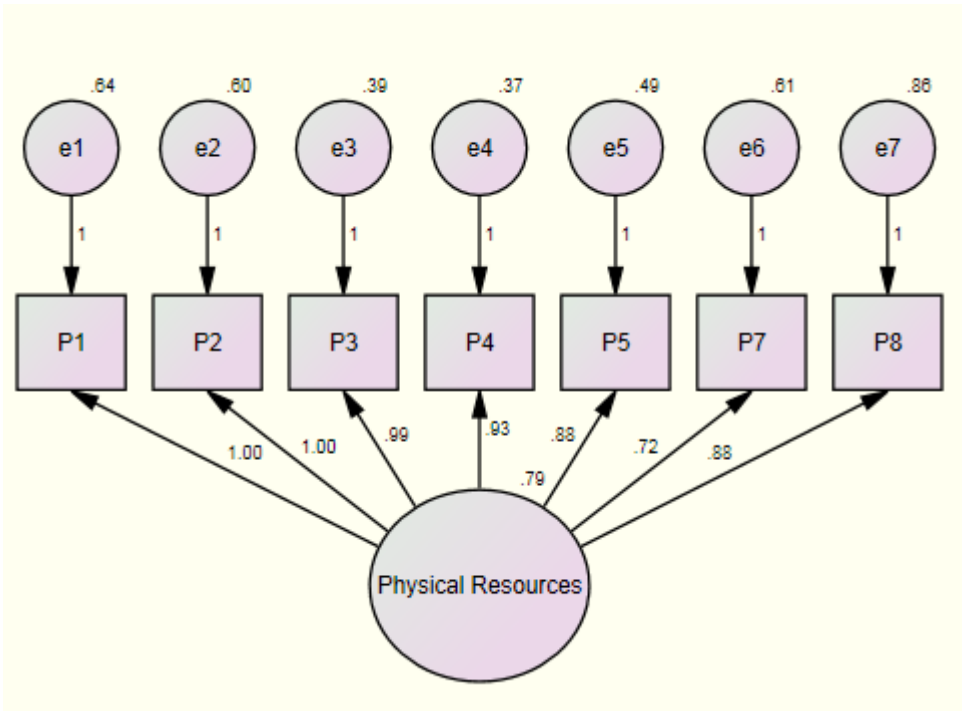 .64 .60 .39 .37 .49 .61 .86
e1 e2 e3 e4 e5 e6 e7
1 1 1 1 1 1 1
P1 P2 P3 P4 P5 P7 P8
1.00 1.00 .99 .93 .88 .72 .88
.79
Physical Resources